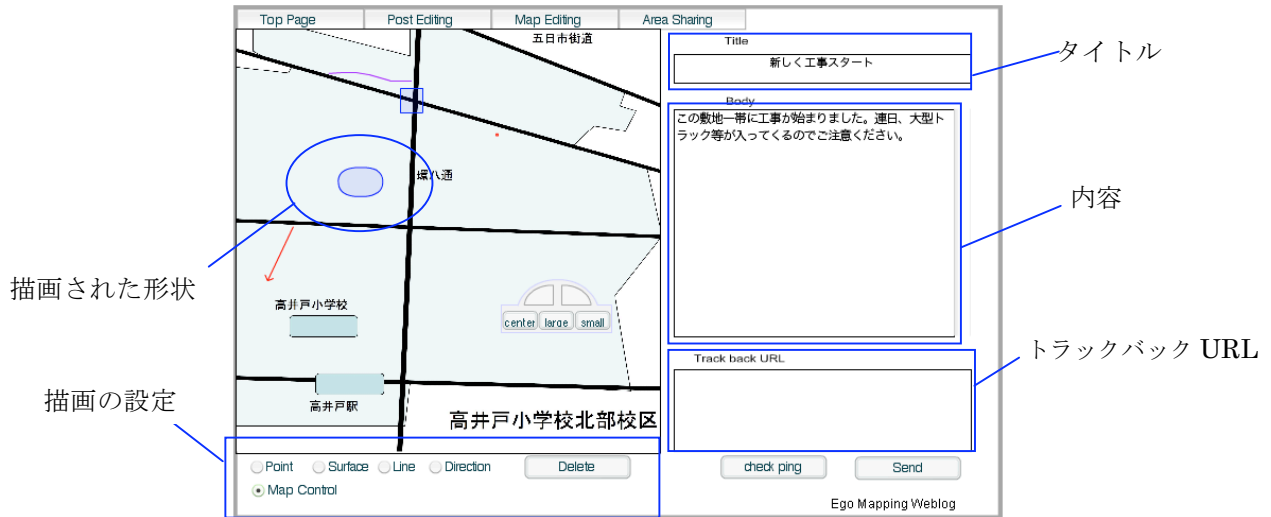 Top Page Post Editing Map Editing Area Sharing
五日市街道
Title
タイトル
新しく工事スタート
Body
この敷地一帯に工事が始まりました。連日、大型ト
ラック等が入ってくるのでご注意ください。
環八通
内容
描画された形状
高井戸小学校
center large small
トラックバック URL
Track back URL
描画の設定
高井戸駅
高井戸小学校北部校区
Point Surface Line Direction Delete
check ping Send
Map Control
Ego Mapping Weblog